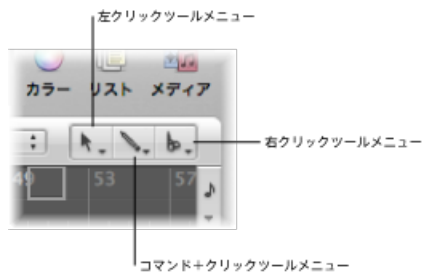 左クリックツールメニュー
カラー リスト メディア
右クリックツールメニュー
49 53 57
コマンド+クリックツールメニュー